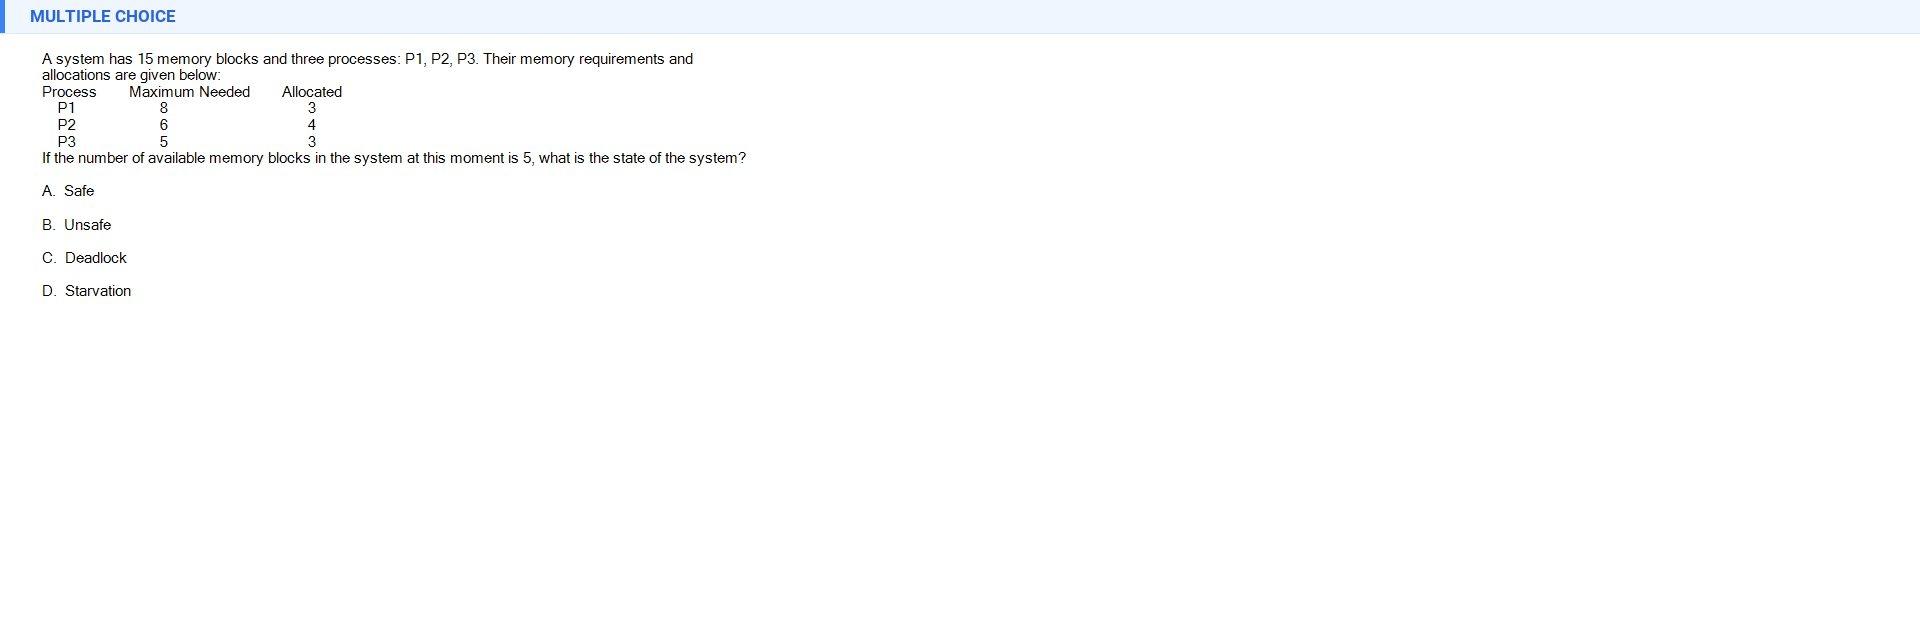 MULTIPLE CHOICE
A system has 15 memory blocks and three processes: P1, P2, P3. Their memory requirements and
allocations are given below:
Process Maximum Needed Allocated
P1 8 3
P2 6 4
P3 5 3
If the number of available memory blocks in the system at this moment is 5, what is the state of the system?
A. Safe
B. Unsafe
C. Deadlock
D. Starvation